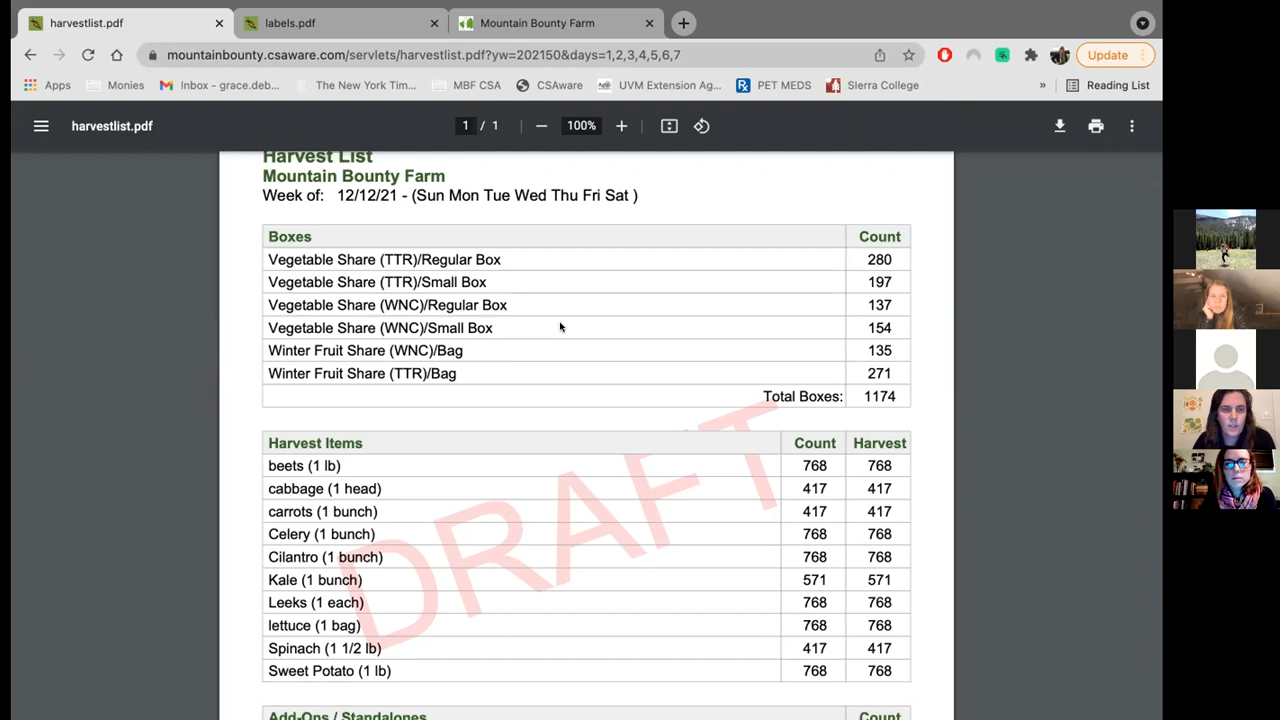 harvestlist.pdf
labels.pdf
Mountain Bounty Farm
mountainbounty.csaware.com/servlets/harvestlist.pdf?yw=202150&days=1,2,3,4,5,6,7
Update
Apps
Monies
Inbox - grace.deb...
The New York Tim...
MBF CSA
CSAware
UVM Extension Ag...
PET MEDS
Sierra College
»
Reading List
harvestlist.pdf
1 / 1
100%
Harvest List
Mountain Bounty Farm
Week of: 12/12/21 - (Sun Mon Tue Wed Thu Fri Sat )
Boxes Count
Vegetable Share (TTR)/Regular Box 280
Vegetable Share (TTR)/Small Box 197
Vegetable Share (WNC)/Regular Box 137
Vegetable Share (WNC)/Small Box 154
Winter Fruit Share (WNC)/Bag 135
Winter Fruit Share (TTR)/Bag 271
Total Boxes: 1174
Harvest Items Count Harvest
beets (1 lb) 768 768
cabbage (1 head) 417 417
carrots (1 bunch) 417 417
Celery (1 bunch) 768 768
Cilantro (1 bunch) 768 768
Kale (1 bunch) 571 571
Leeks (1 each) 768 768
lettuce (1 bag) 768 768
Spinach (1 1/2 lb) 417 417
Sweet Potato (1 lb) 768 768
DRAFT
Add-Ons / Standalones Count